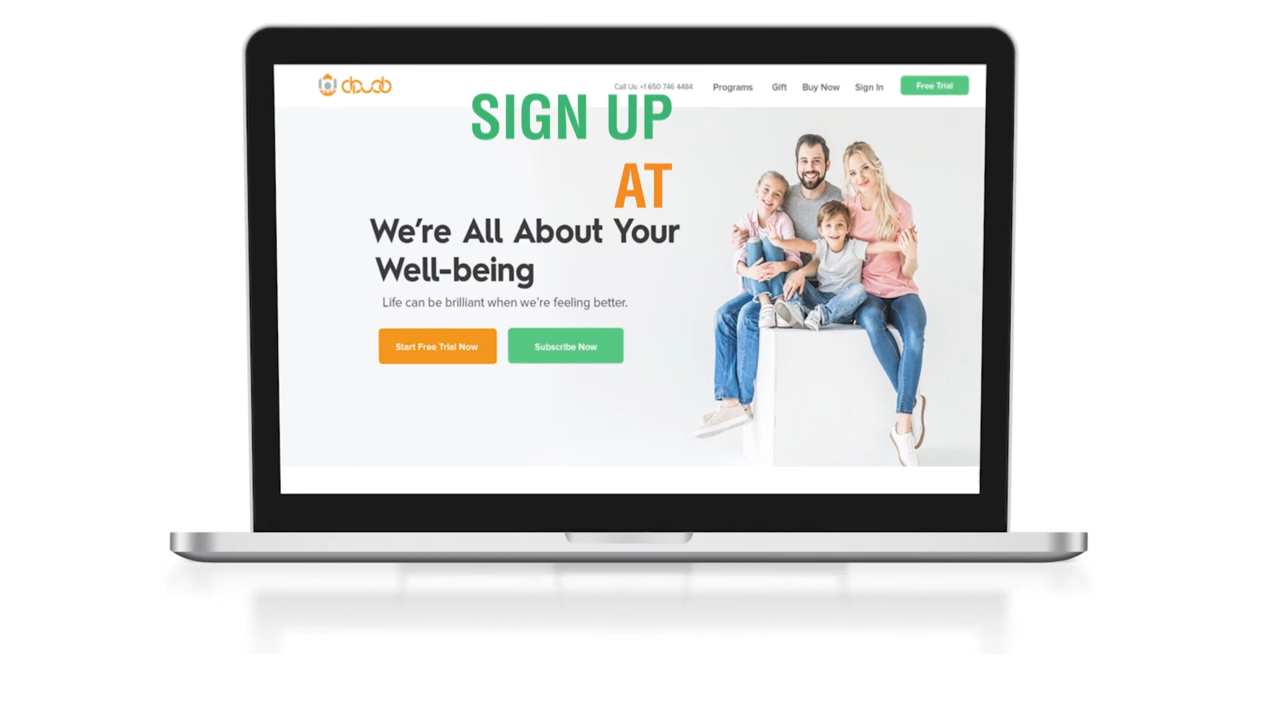 Call Us: +1 650 746 4484
Programs
Gift
Buy Now
Sign In
Free Trial
SIGN UP
AT
We're All About Your
Well-being
Life can be brilliant when we're feeling better.
Start Free Trial Now
Subscribe Now